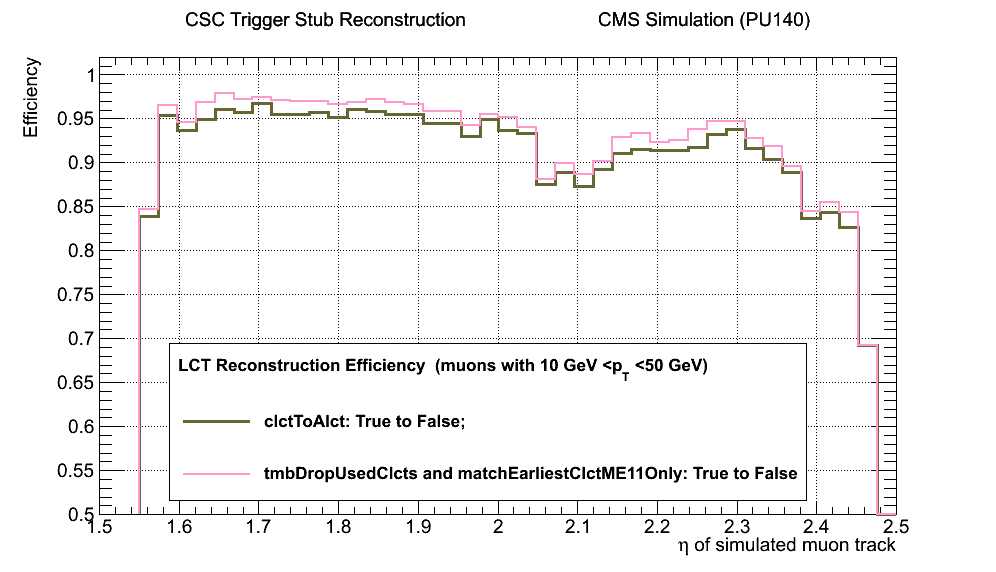 CSC Trigger Stub Reconstruction CMS Simulation (PU140)
Efficiency
1
0.95
0.9
0.85
0.8
0.75
0.7
0.65
0.6
0.55
0.5
LCT Reconstruction Efficiency (muons with 10 GeV <pT <50 GeV)
clctToAlct: True to False;
tmbDropUsedClcts and matchEarliestClctME11Only: True to False
1.5 1.6 1.7 1.8 1.9 2 2.1 2.2 2.3 2.4 2.5
η of simulated muon track